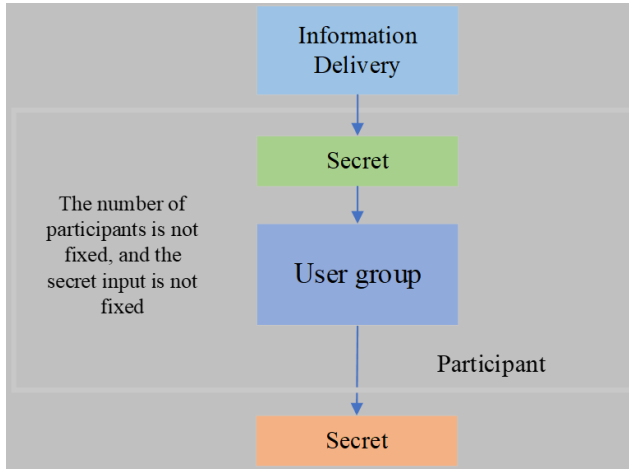 Information
Delivery
Secret
The number of
participants is not
fixed, and the
secret input is not
fixed
User group
Participant
Secret